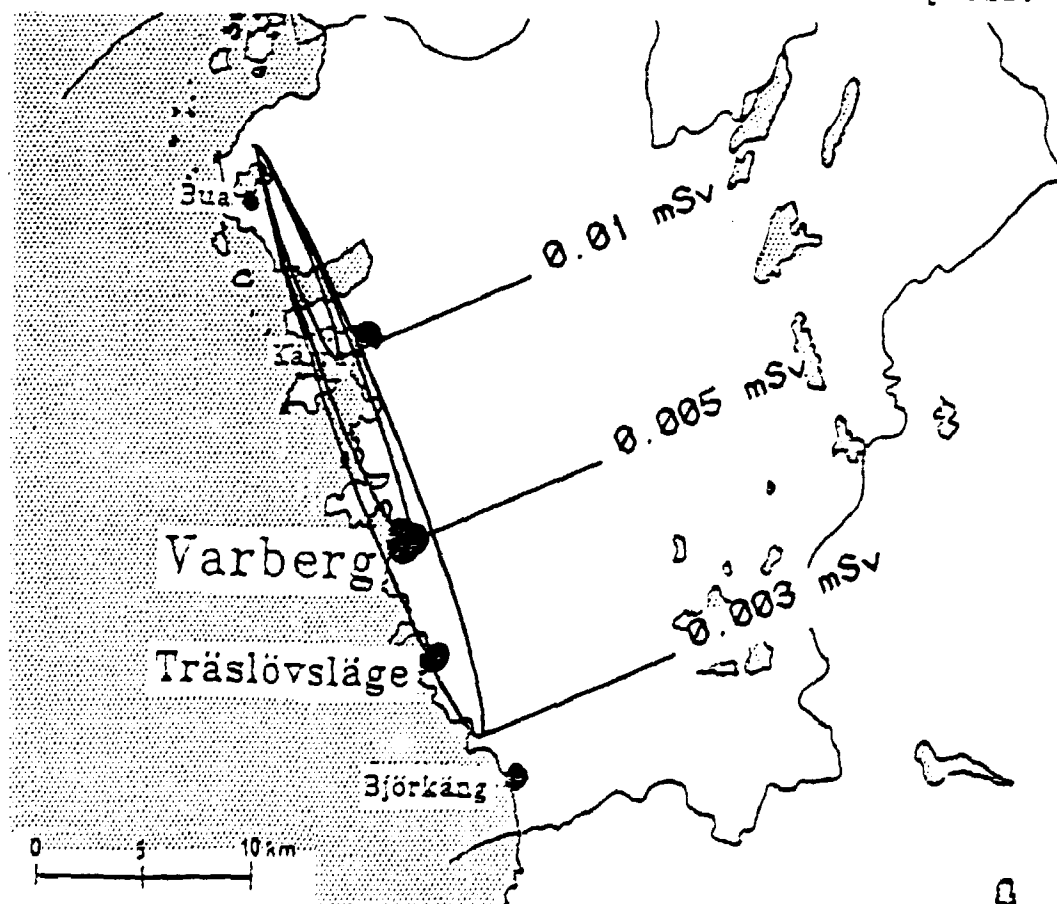 Bua
0.01 mSv
0.005 mSv
Varberg
0.003 mSv
Träslövsläge
Björkäng
0 5 10 km